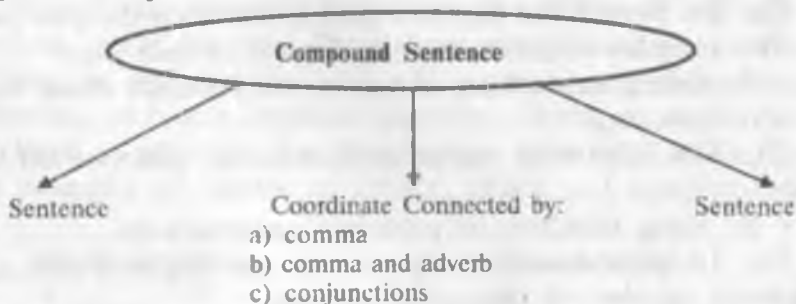 Compound Sentence
Sentence Coordinate Connected by: Sentence
a) comma
b) comma and adverb
c) conjunctions